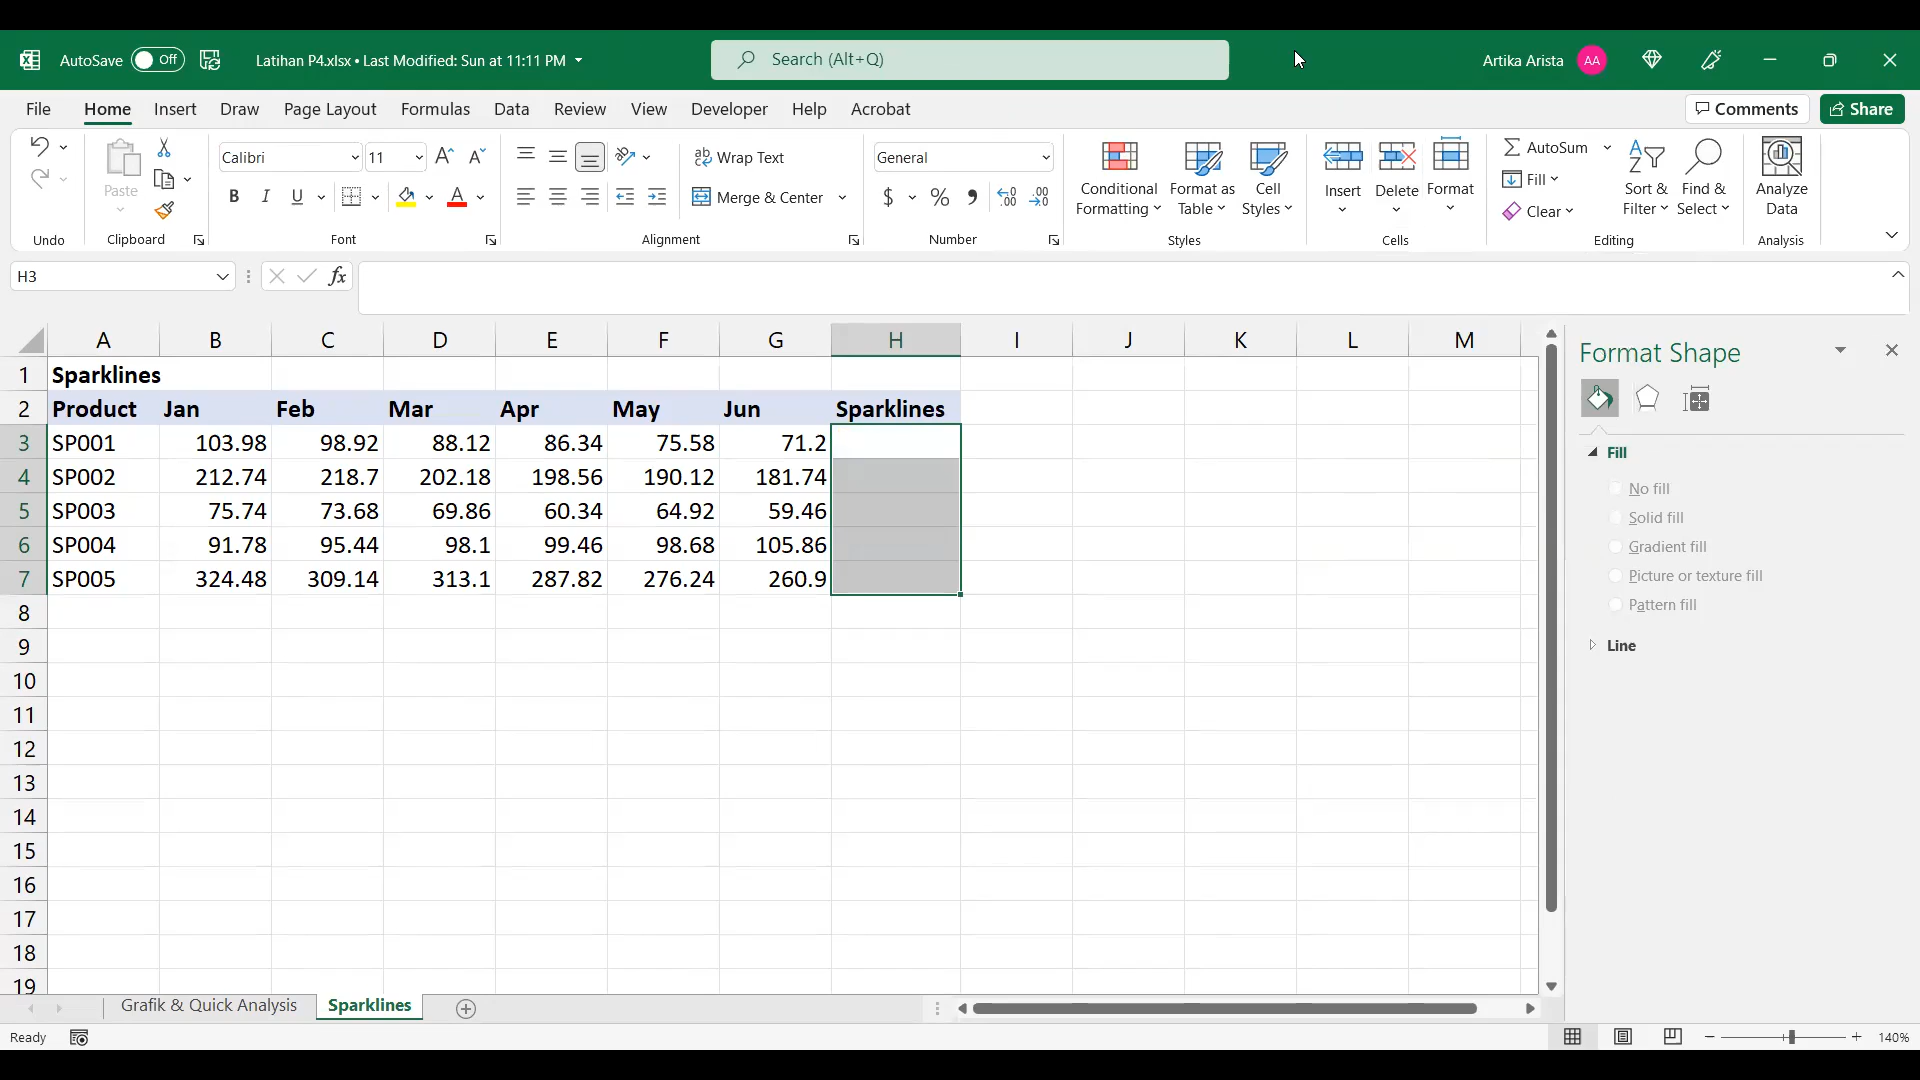 AutoSave Off Latihan P4.xlsx • Last Modified: Sun at 11:11 PM Search (Alt+Q) Artika Arista AA
File Home Insert Draw Page Layout Formulas Data Review View Developer Help Acrobat Comments Share
Calibri 11 Wrap Text General AutoSum
Paste Conditional Formatting Format as Table Cell Styles Insert Delete Format Fill Sort & Filter Find & Select Analyze Data
B I U A Merge & Center $ % Clear
Undo Clipboard Font Alignment Number Styles Cells Editing Analysis
H3 fx
A B C D E F G H I J K L M
1 Sparklines
2 Product Jan Feb Mar Apr May Jun Sparklines
3 SP001 103.98 98.92 88.12 86.34 75.58 71.2
4 SP002 212.74 218.7 202.18 198.56 190.12 181.74
5 SP003 75.74 73.68 69.86 60.34 64.92 59.46
6 SP004 91.78 95.44 98.1 99.46 98.68 105.86
7 SP005 324.48 309.14 313.1 287.82 276.24 260.9
8
9
10
11
12
13
14
15
16
17
18
19
Format Shape
Fill
No fill
Solid fill
Gradient fill
Picture or texture fill
Pattern fill
Line
Grafik & Quick Analysis Sparklines
Ready 140%